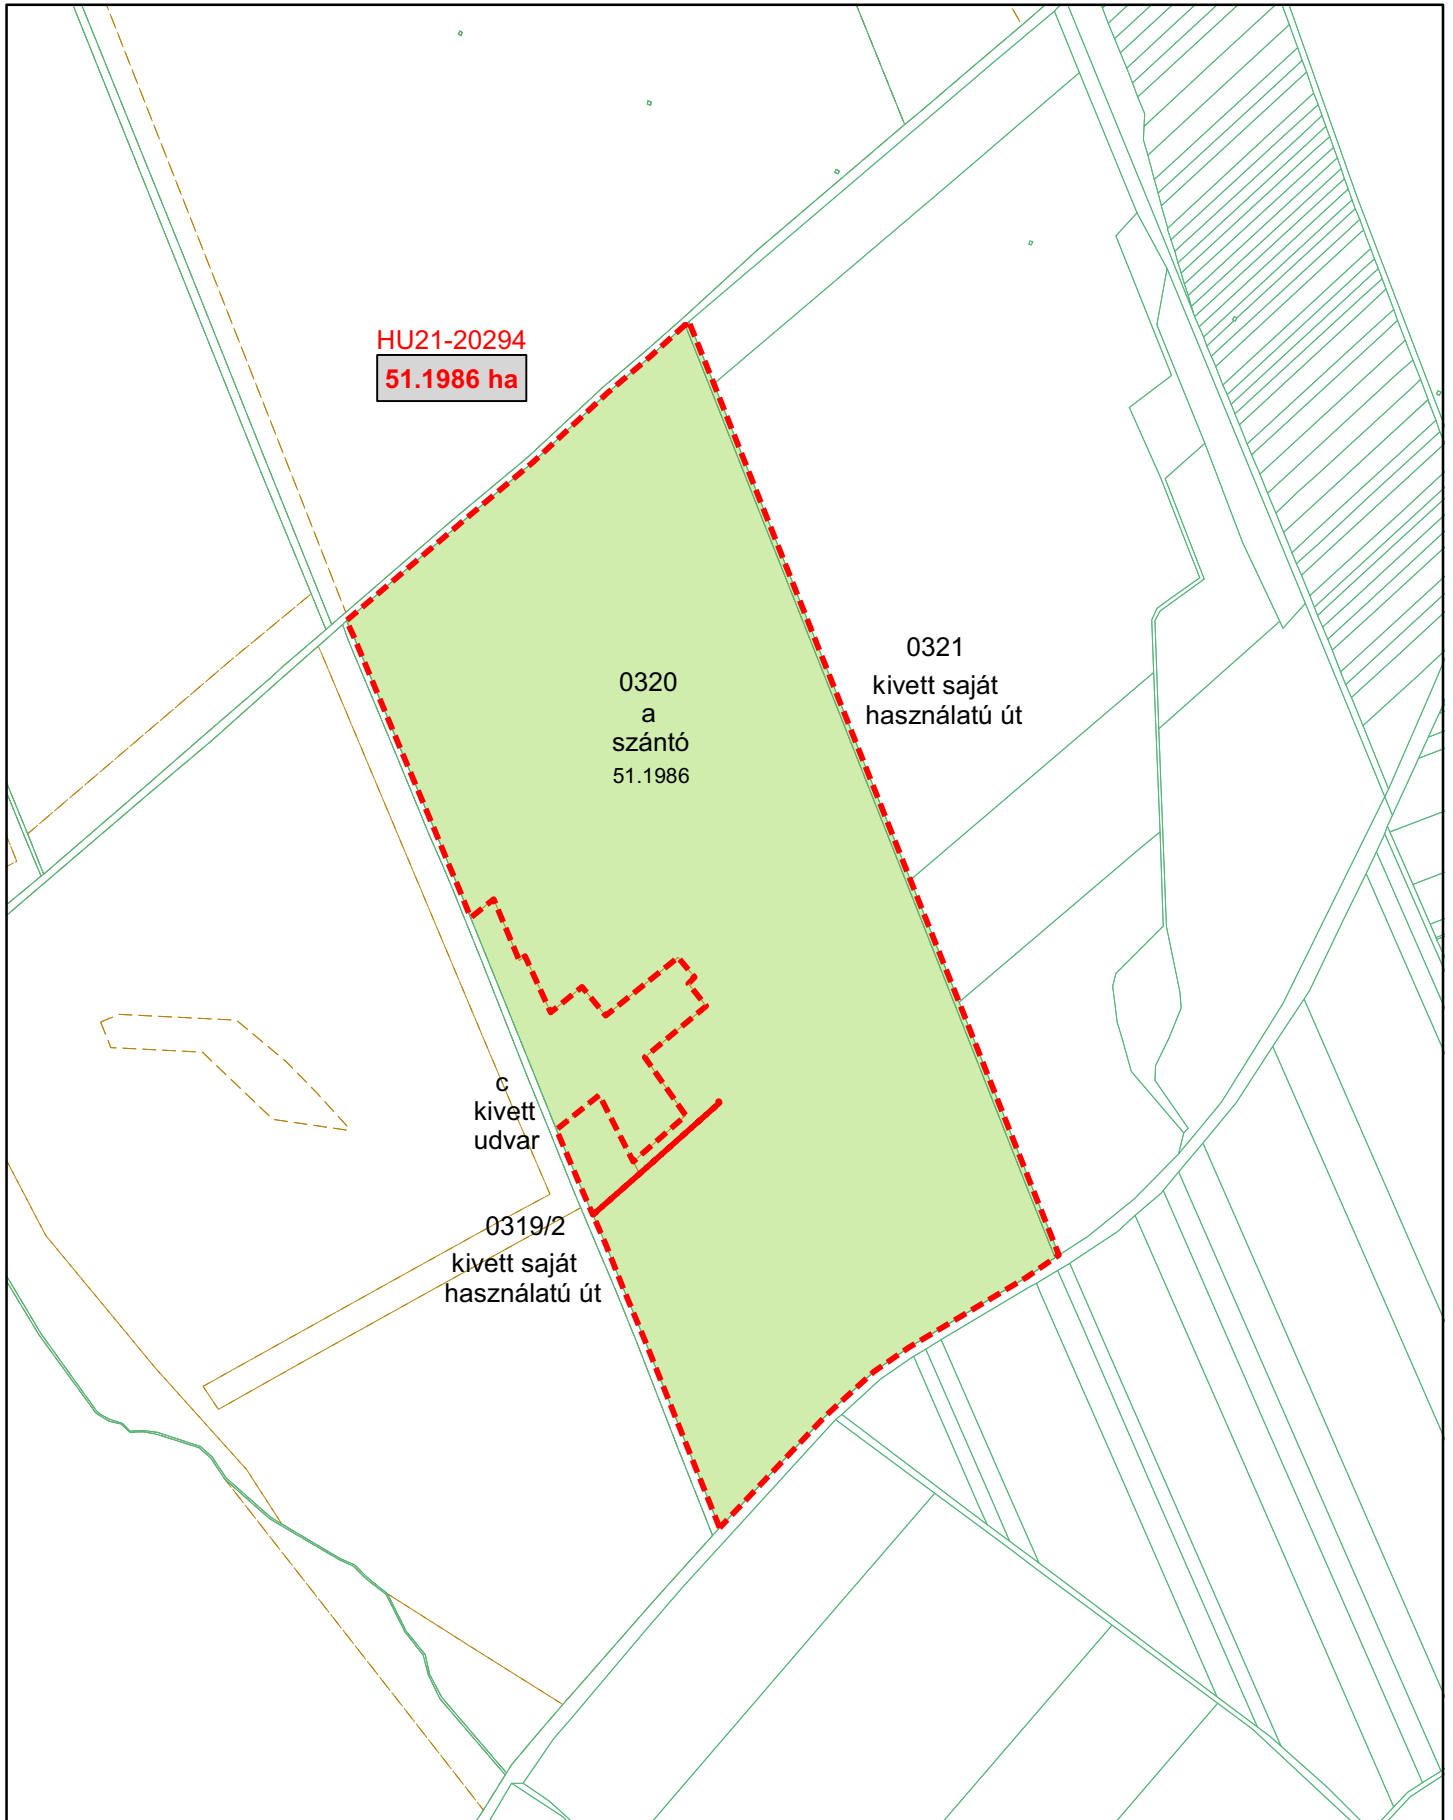 HU21-20294
51.1986 ha
0320
a
szántó
51.1986
0321
kivett saját
használatú út
c
kivett
udvar
0319/2
kivett saját
használatú út